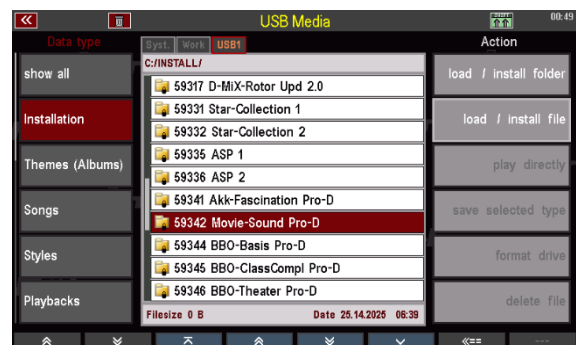 USB Media
00:49
Data type
Syst. Work USB1
Action
C:/INSTALL/
show all
Installation
Themes (Albums)
Songs
Styles
Playbacks
59317 D-MiX-Rotor Upd 2.0
59331 Star-Collection 1
59332 Star-Collection 2
59335 ASP 1
59336 ASP 2
59341 Akk-Fascination Pro-D
59342 Movie-Sound Pro-D
59344 BBO-Basis Pro-D
59345 BBO-ClassCompl Pro-D
59346 BBO-Theater Pro-D
Filesize 0 B Date 25.14.2025 06:39
load / install folder
load / install file
play directly
save selected type
format drive
delete file
«==
---